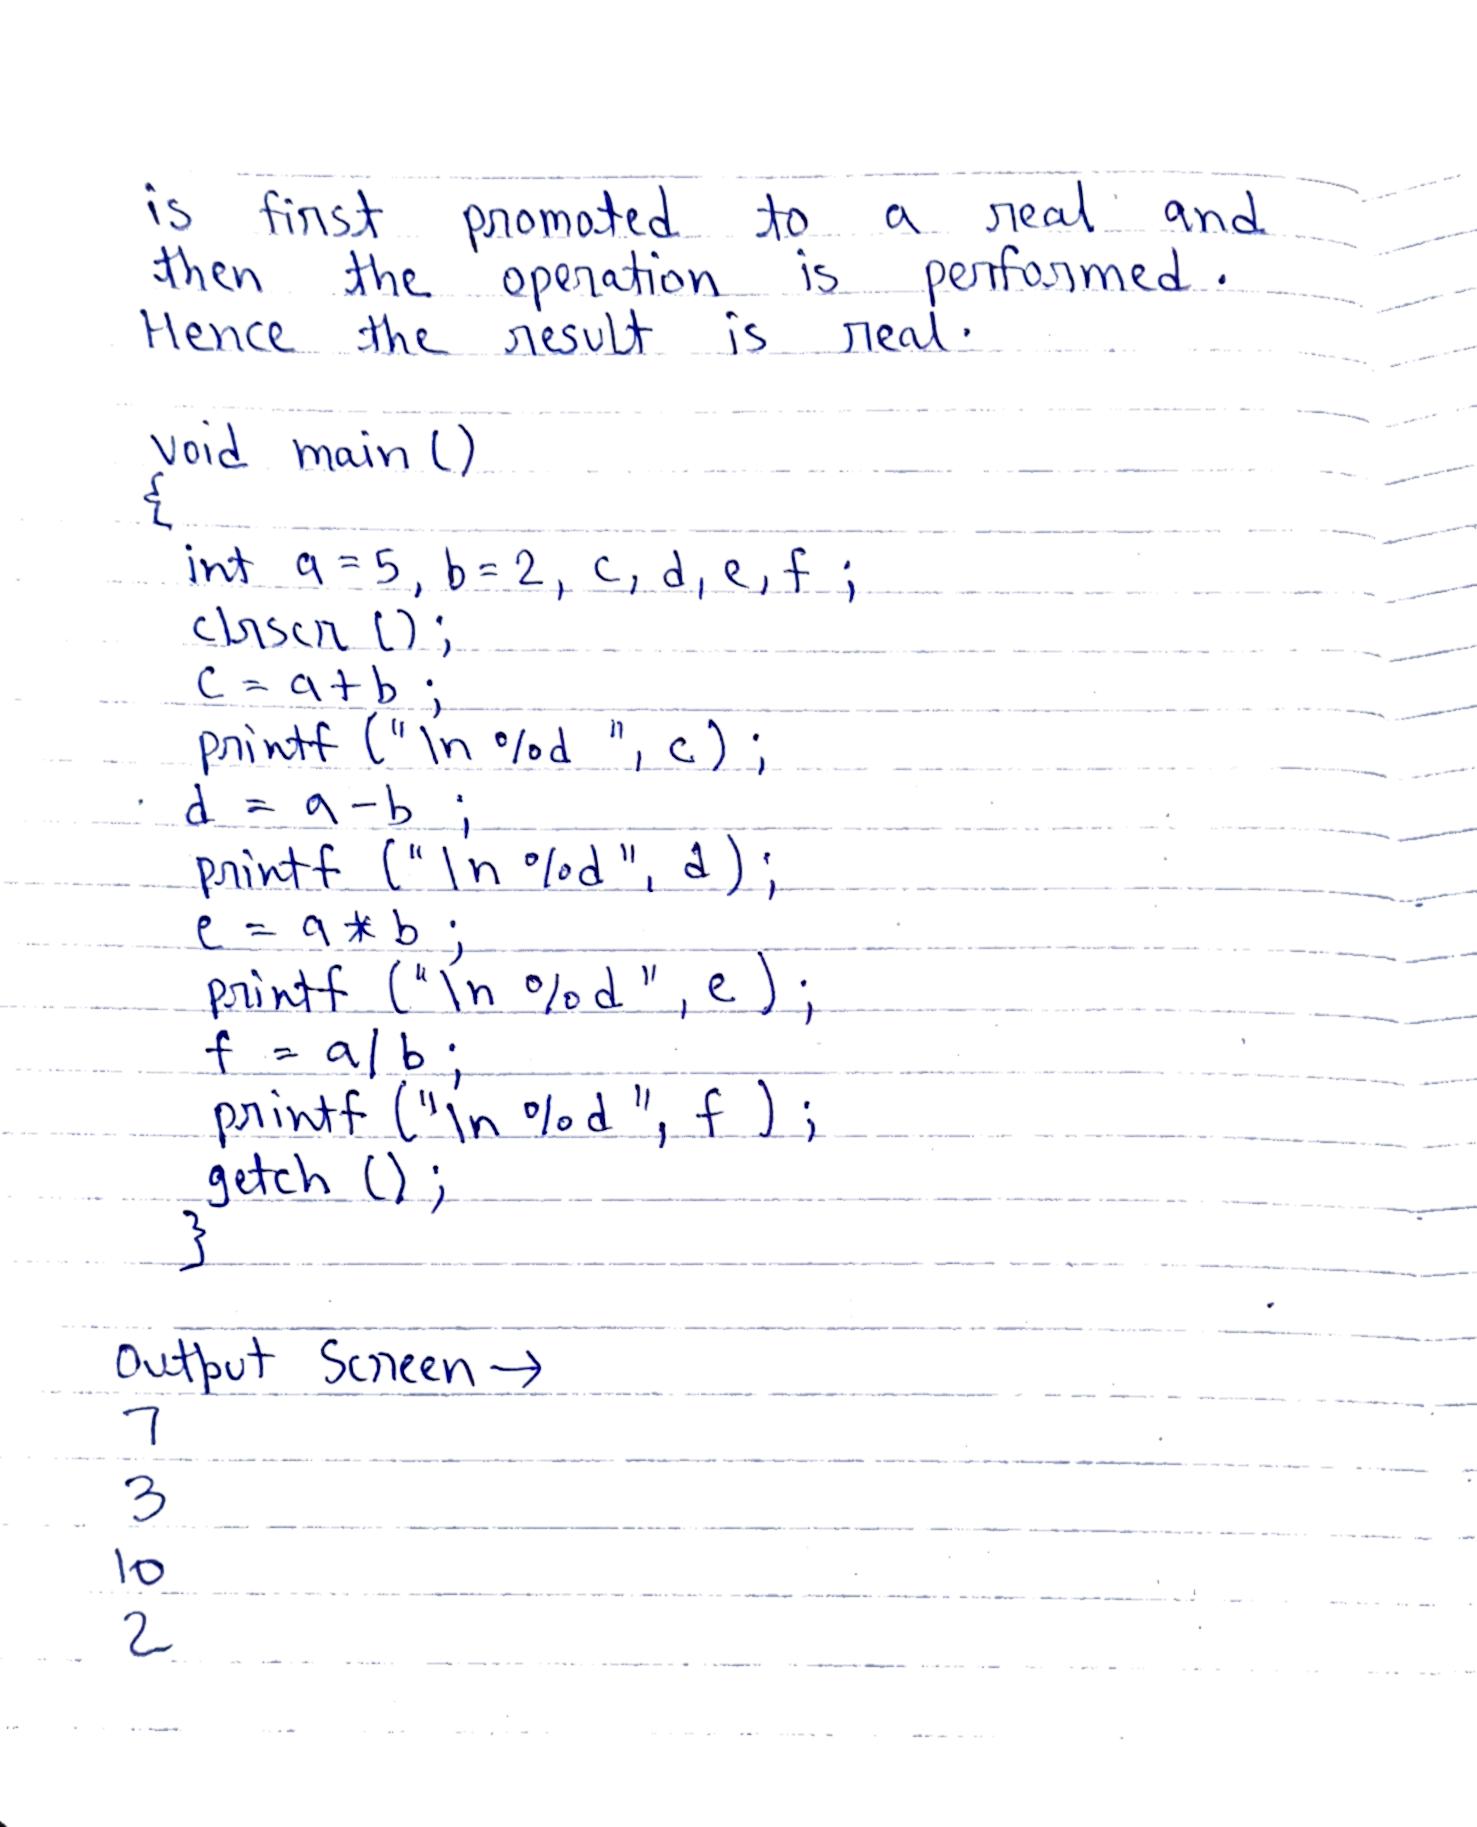 is first promoted to a real and
then the operation is performed.
Hence the result is real.
void main ()
{
int a = 5, b = 2, c, d, e, f ;
clrscr ();
c = a+b ;
printf ("\n %d ", c) ;
d = a-b ;
printf ("\n %d", d) ;
e = a * b ;
printf ("\n %d", e ) ;
f = a/b ;
printf ("\n %d", f ) ;
getch () ;
}
Output Screen →
7
3
10
2